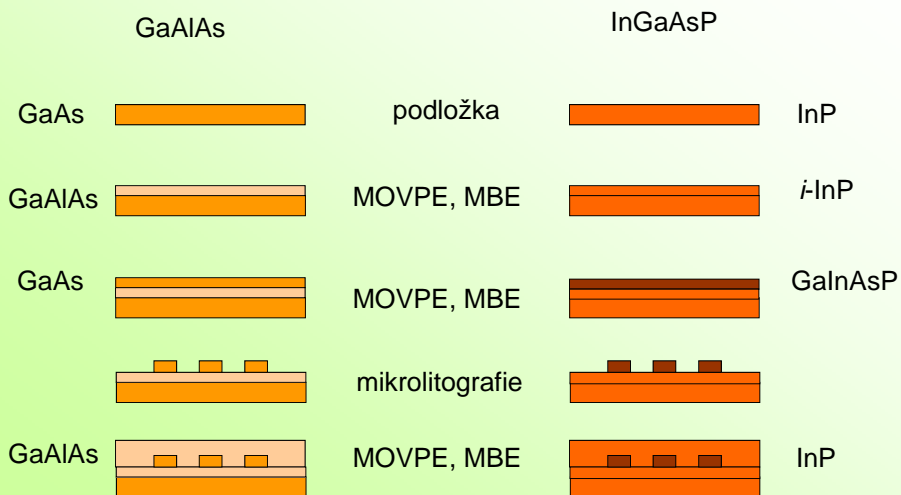 GaAlAs InGaAsP
GaAs podložka InP
GaAlAs MOVPE, MBE i-InP
GaAs MOVPE, MBE GaInAsP
mikrolitografie
GaAlAs MOVPE, MBE InP